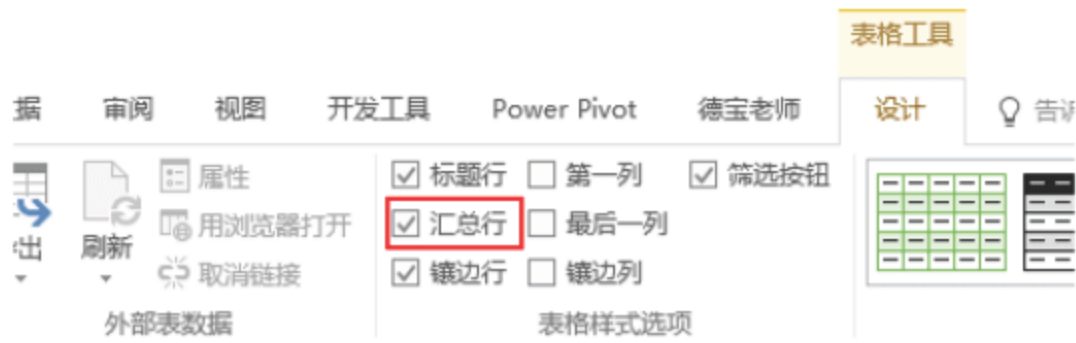 表格工具
据 审阅 视图 开发工具 Power Pivot 德宝老师 设计 告诉
属性 标题行 第一列 筛选按钮
用浏览器打开 汇总行 最后一列
出 刷新
取消链接 镶边行 镶边列
外部表数据 表格样式选项